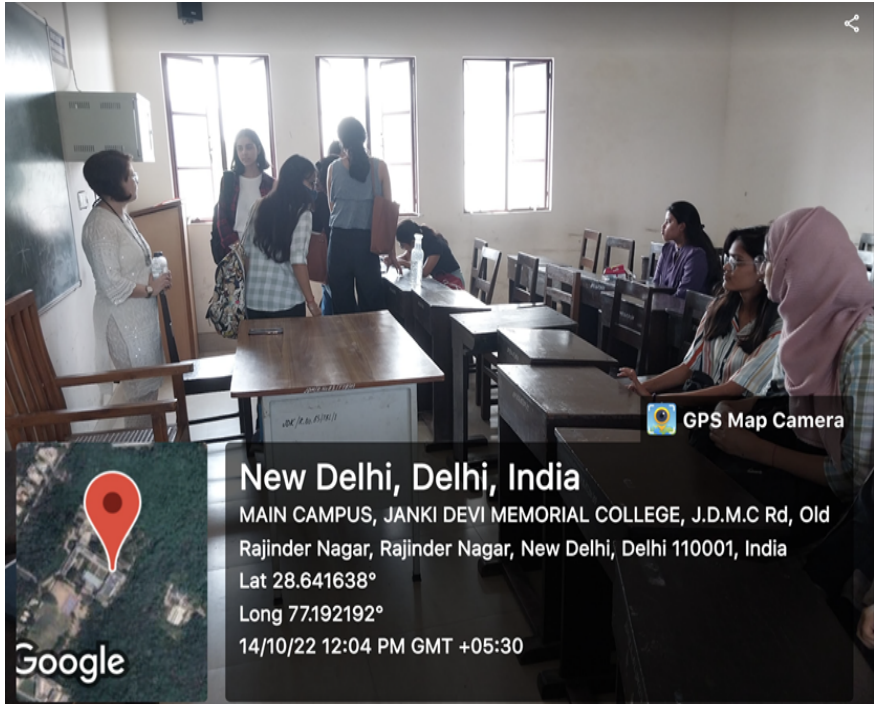 GPS Map Camera
New Delhi, Delhi, India
MAIN CAMPUS, JANKI DEVI MEMORIAL COLLEGE, J.D.M.C Rd, Old
Rajinder Nagar, Rajinder Nagar, New Delhi, Delhi 110001, India
Lat 28.641638°
Long 77.192192°
14/10/22 12:04 PM GMT +05:30
Google